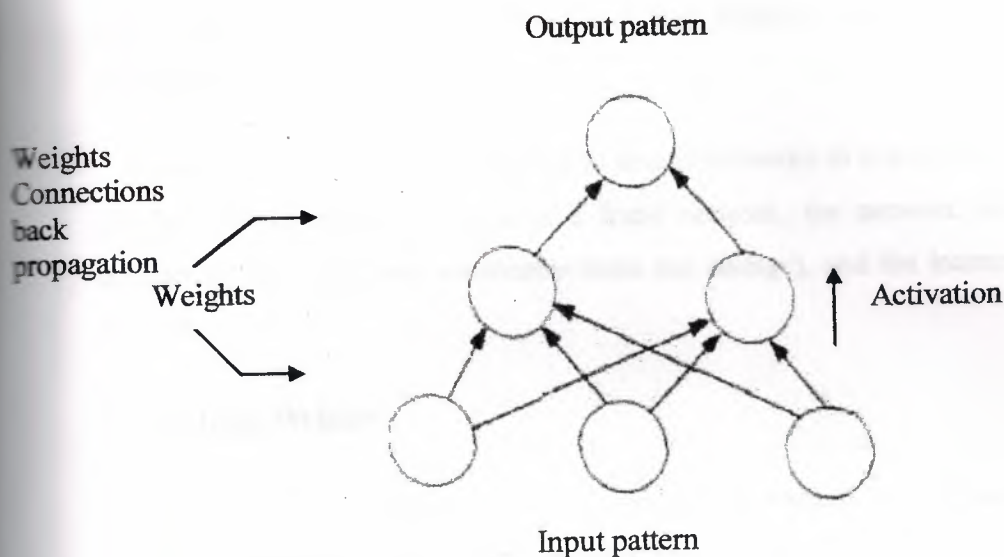 Output pattern
Weights
Connections
back
propagation
Weights
Activation
Input pattern